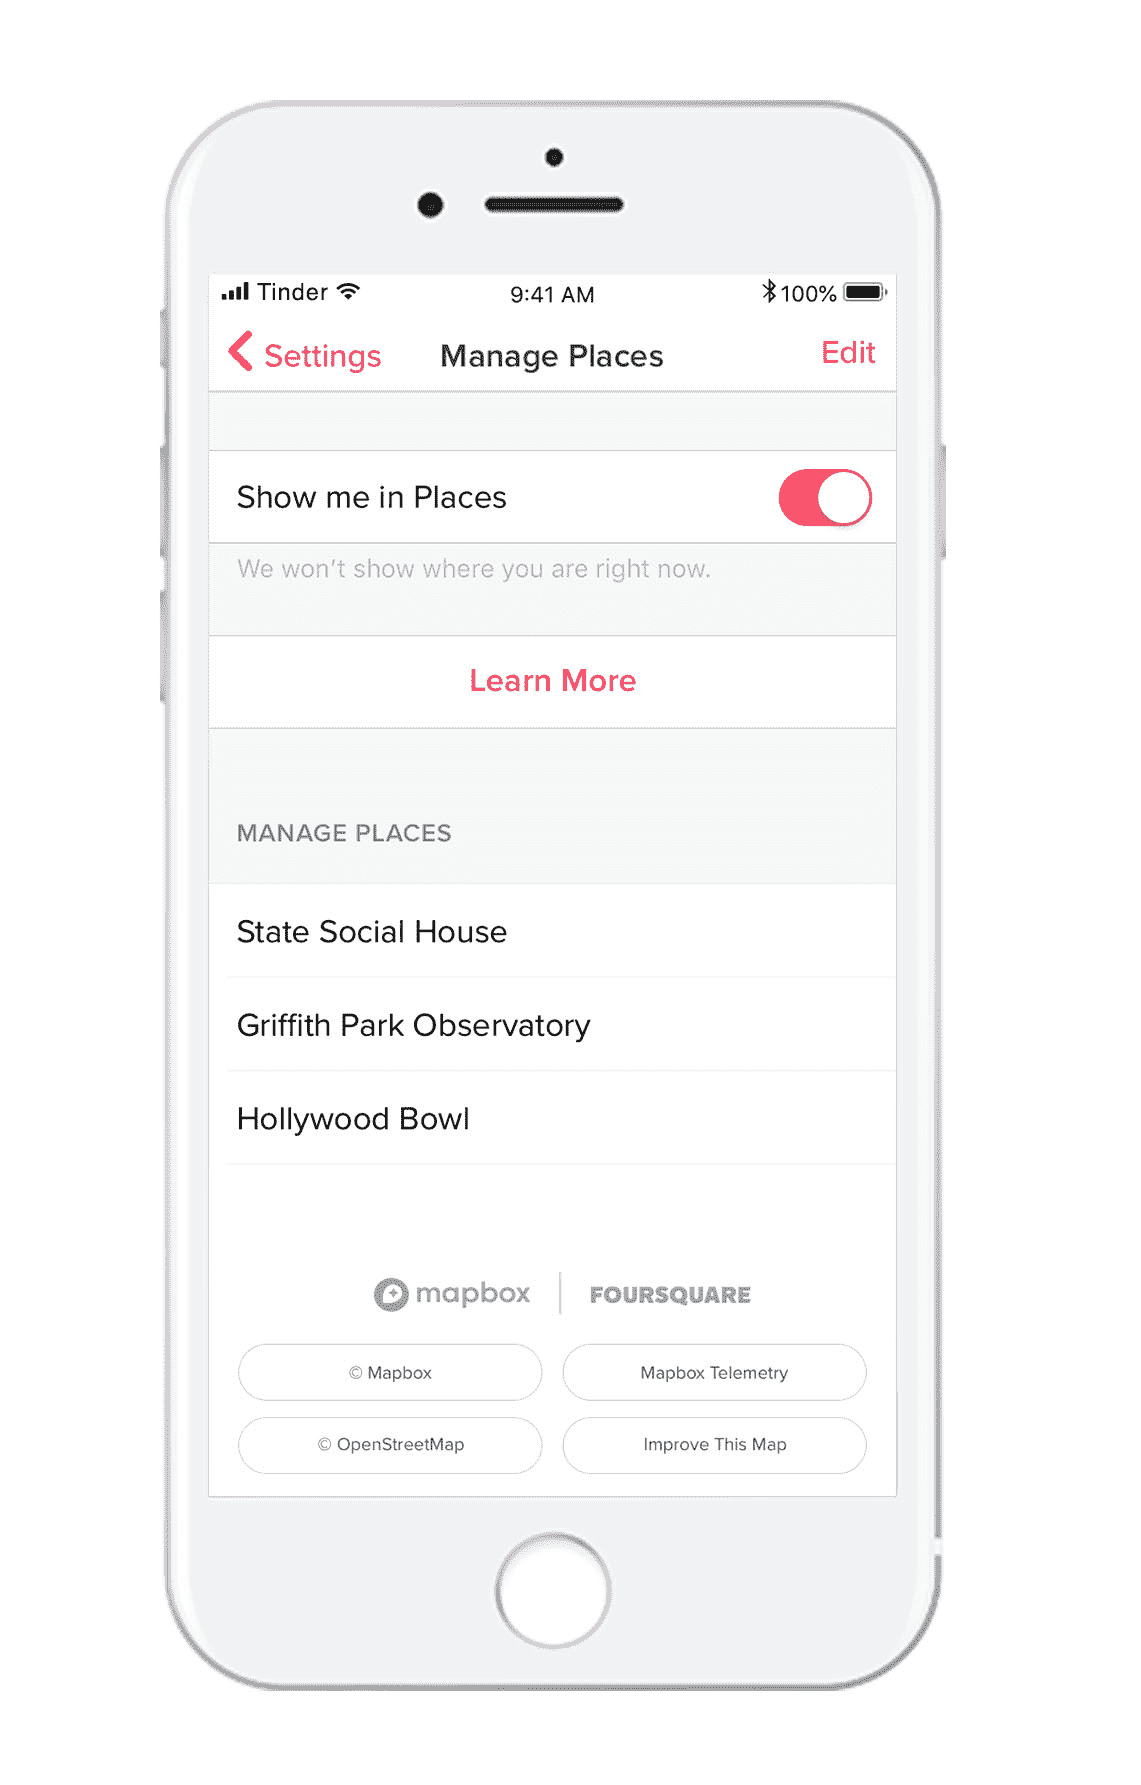 Tinder 9:41 AM 100%
Settings Manage Places Edit
Show me in Places
We won't show where you are right now.
Learn More
MANAGE PLACES
State Social House
Griffith Park Observatory
Hollywood Bowl
mapbox FOURSQUARE
© Mapbox Mapbox Telemetry
© OpenStreetMap Improve This Map